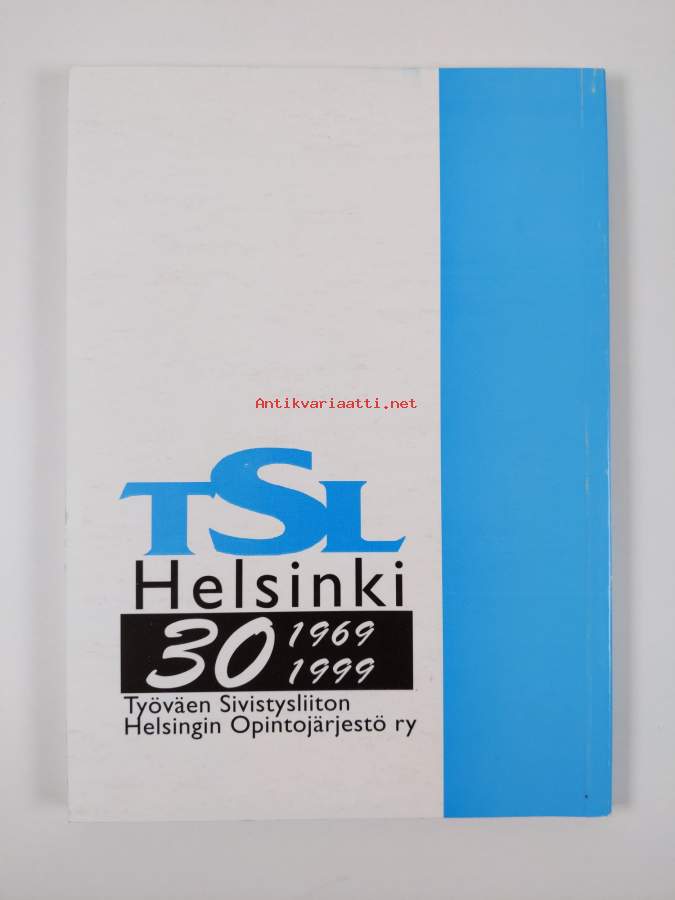 Antikvariaatti.net
TSL
Helsinki
30 1969
1999
Työväen Sivistysliiton
Helsingin Opintojärjestö ry